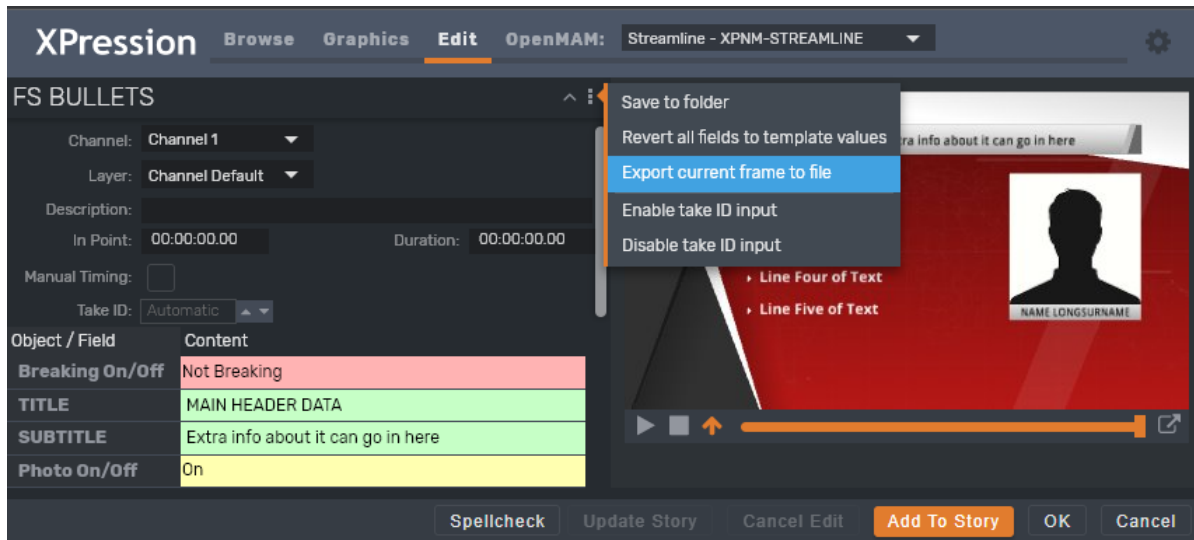 XPression Browse Graphics Edit OpenMAM: Streamline - XPNM-STREAMLINE
FS BULLETS
Channel: Channel 1
Layer: Channel Default
Description:
In Point: 00:00:00.00 Duration: 00:00:00.00
Manual Timing:
Take ID: Automatic
Object / Field Content
Breaking On/Off Not Breaking
TITLE MAIN HEADER DATA
SUBTITLE Extra info about it can go in here
Photo On/Off On
Save to folder
Revert all fields to template values
Export current frame to file
Enable take ID input
Disable take ID input
info about it can go in here
Line Four of Text
Line Five of Text
NAME LONGSURNAME
Spellcheck Update Story Cancel Edit Add To Story OK Cancel